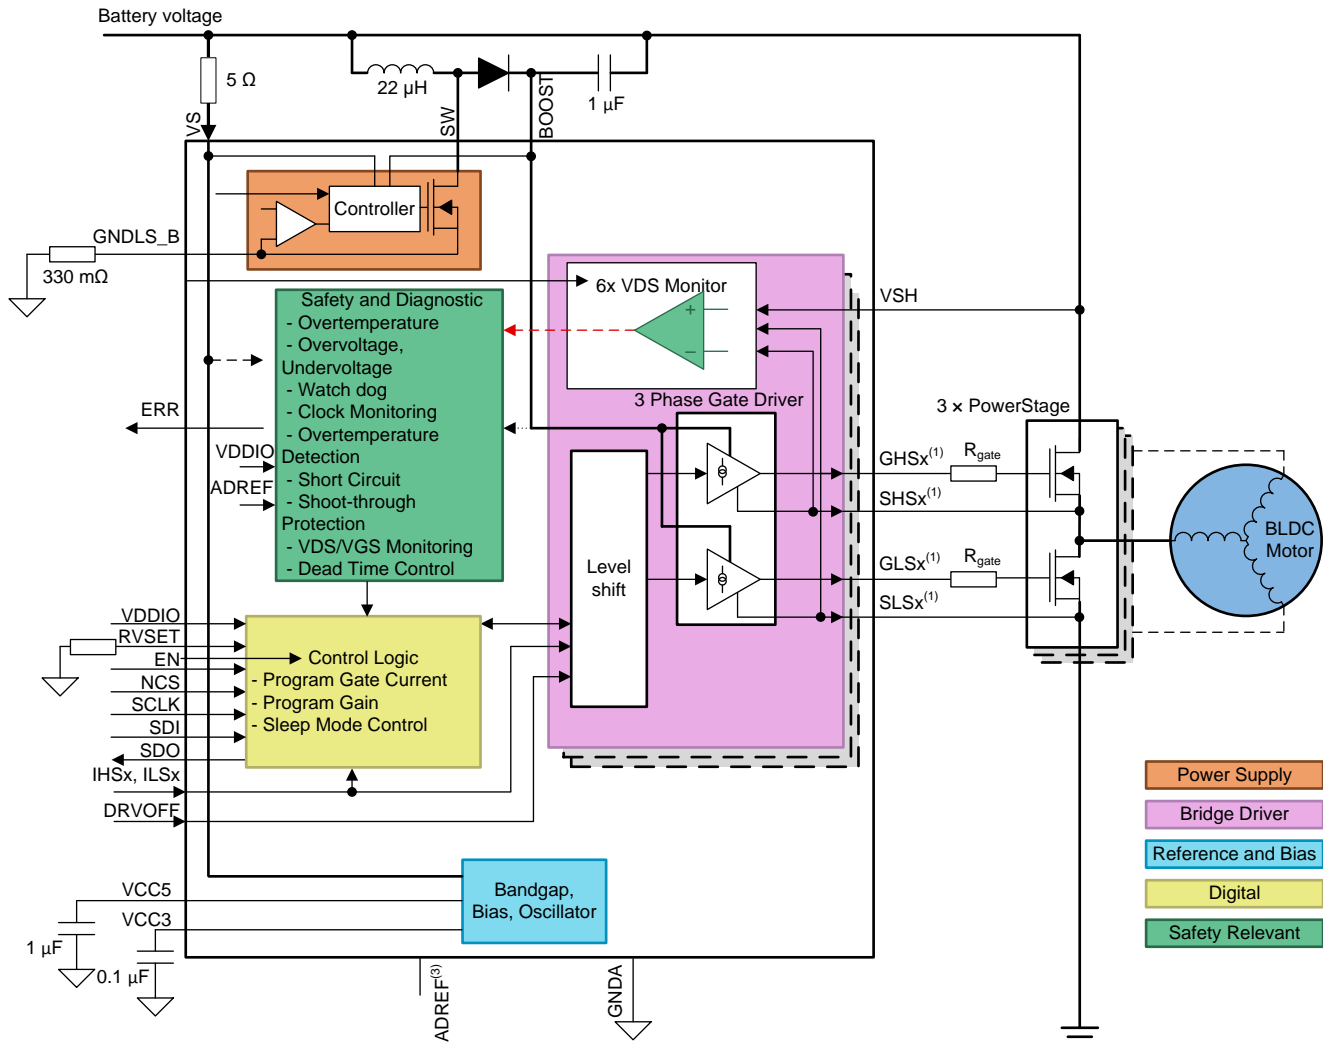 Battery voltage
5 Ω
22 µH
1 µF
VS
SW
BOOST
Controller
GNDLS_B
330 mΩ
6x VDS Monitor
+
–
VSH
Safety and Diagnostic
- Overtemperature
- Overvoltage,
Undervoltage
- Watch dog
- Clock Monitoring
- Overtemperature
Detection
- Short Circuit
- Shoot-through
Protection
- VDS/VGS Monitoring
- Dead Time Control
ERR
VDDIO
ADREF
3 Phase Gate Driver
3 × PowerStage
GHSx(1)
Rgate
SHSx(1)
GLSx(1)
Rgate
SLSx(1)
BLDC
Motor
Level
shift
VDDIO
RVSET
EN
NCS
SCLK
SDI
SDO
IHSx, ILSx
DRVOFF
Control Logic
- Program Gate Current
- Program Gain
- Sleep Mode Control
Power Supply
Bridge Driver
Reference and Bias
Digital
Safety Relevant
VCC5
VCC3
1 µF
0.1 µF
Bandgap,
Bias, Oscillator
ADREF(3)
GNDA